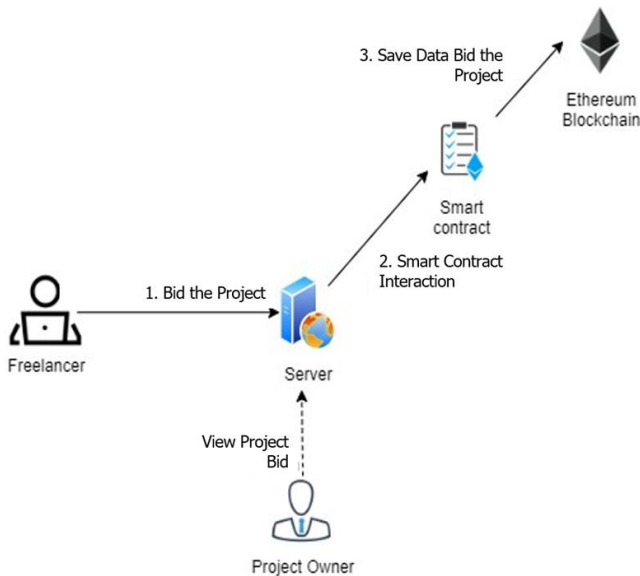 3. Save Data Bid the
Project
Ethereum
Blockchain
Smart
contract
2. Smart Contract
Interaction
1. Bid the Project
Freelancer
Server
View Project
Bid
Project Owner